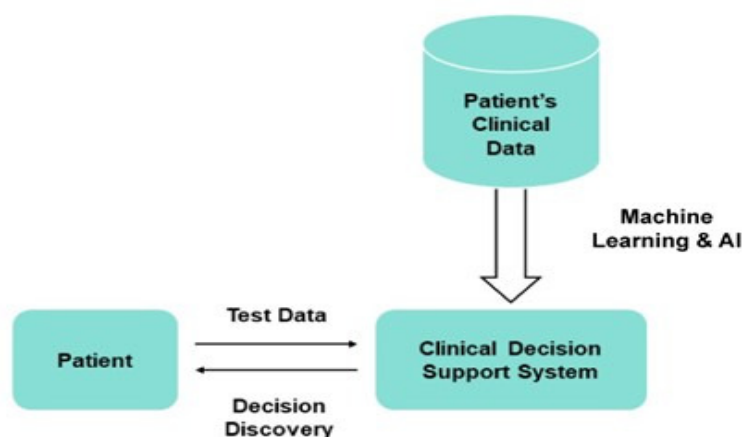 Patient's
Clinical
Data
Machine
Learning & AI
Test Data
Patient
Clinical Decision
Support System
Decision
Discovery